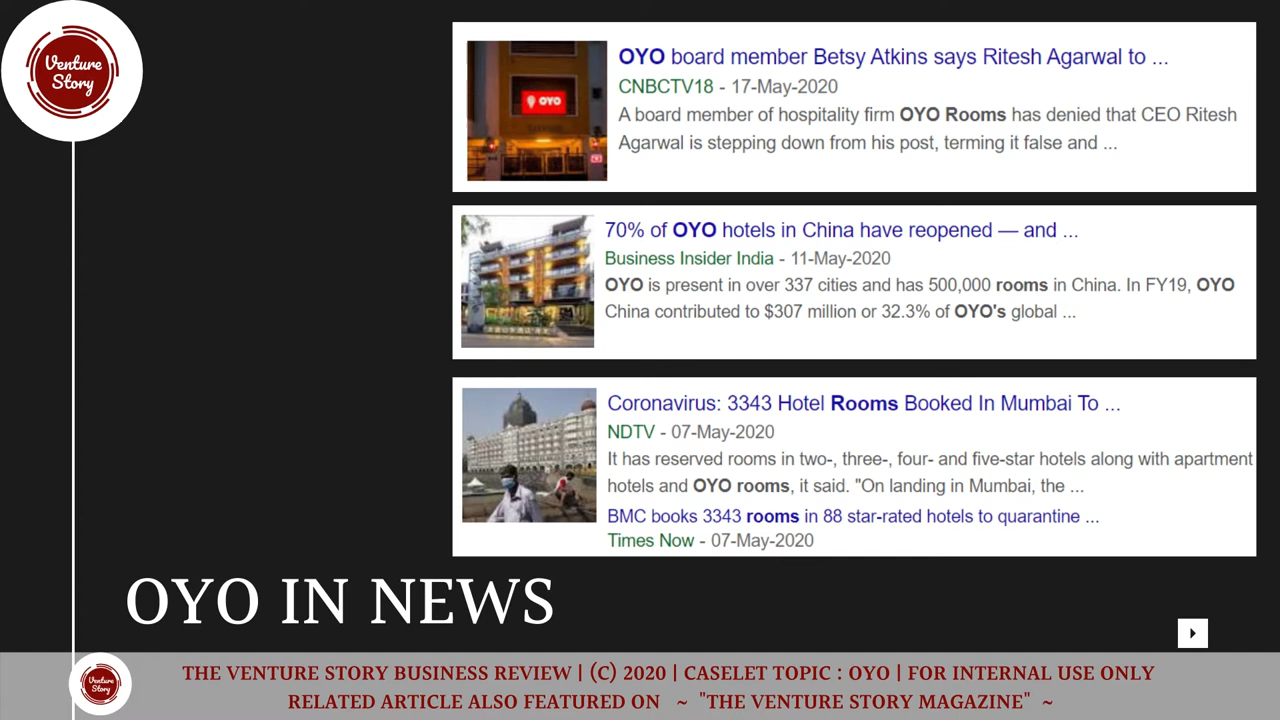 Venture
Story
OYO board member Betsy Atkins says Ritesh Agarwal to ...
CNBCTV18 - 17-May-2020
A board member of hospitality firm OYO Rooms has denied that CEO Ritesh
Agarwal is stepping down from his post, terming it false and ...
OYO
70% of OYO hotels in China have reopened — and ...
Business Insider India - 11-May-2020
OYO is present in over 337 cities and has 500,000 rooms in China. In FY19, OYO
China contributed to $307 million or 32.3% of OYO's global ...
Coronavirus: 3343 Hotel Rooms Booked In Mumbai To ...
NDTV - 07-May-2020
It has reserved rooms in two-, three-, four- and five-star hotels along with apartment
hotels and OYO rooms, it said. "On landing in Mumbai, the ...
BMC books 3343 rooms in 88 star-rated hotels to quarantine ...
Times Now - 07-May-2020
OYO IN NEWS
Venture
Story
THE VENTURE STORY BUSINESS REVIEW | (C) 2020 | CASELET TOPIC : OYO | FOR INTERNAL USE ONLY
RELATED ARTICLE ALSO FEATURED ON ~ "THE VENTURE STORY MAGAZINE" ~